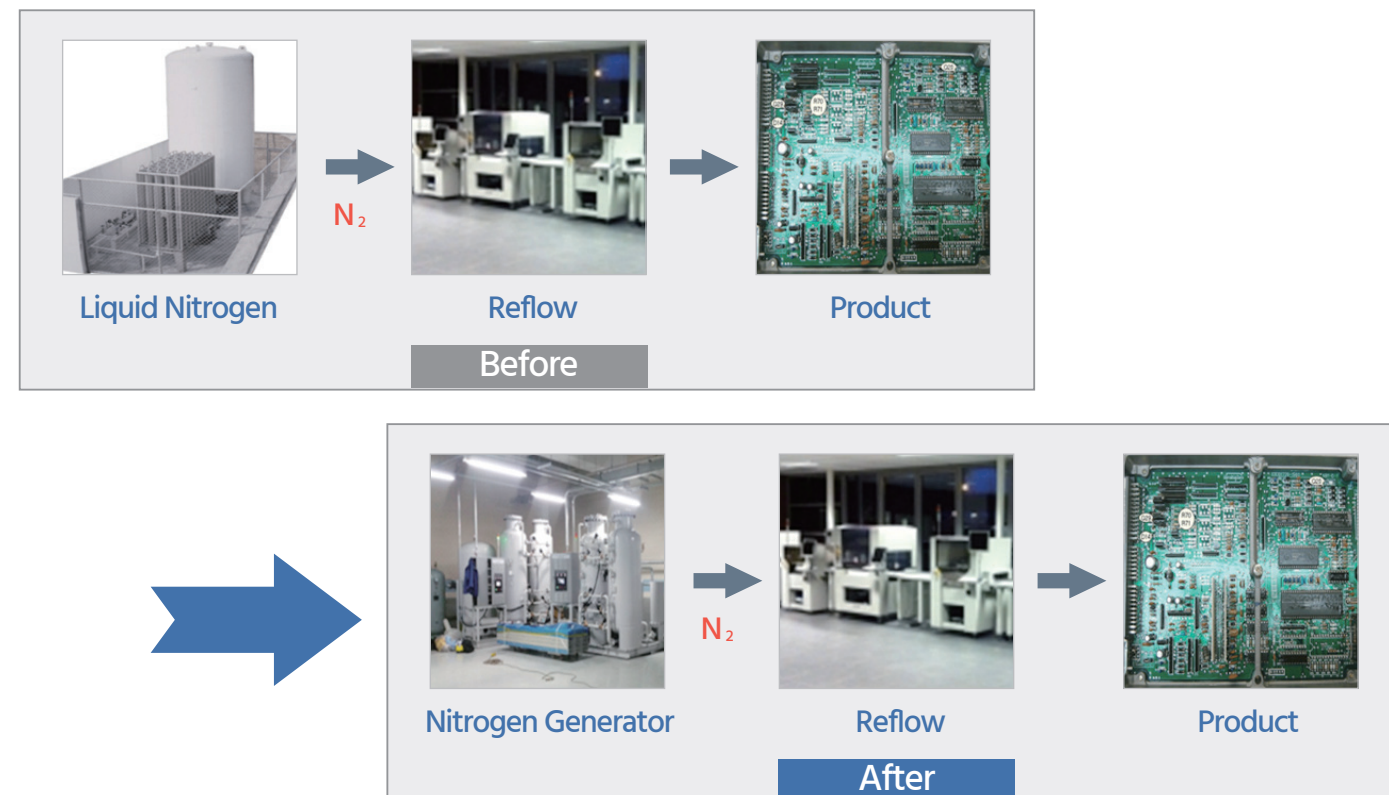 N₂
Liquid Nitrogen
Reflow
Product
Before
N₂
Nitrogen Generator
Reflow
Product
After